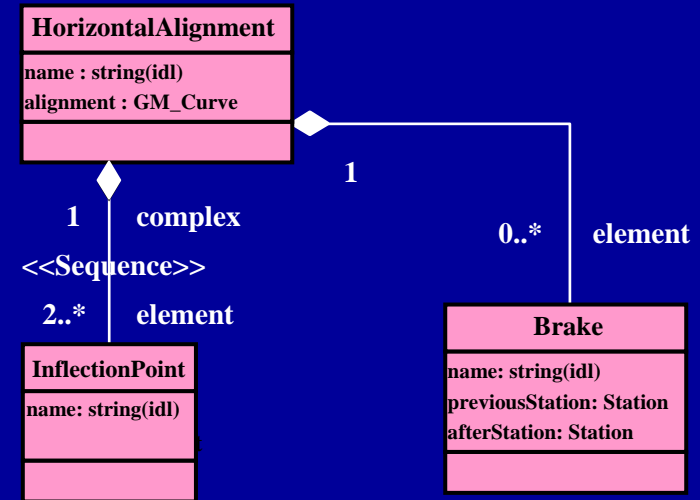 HorizontalAlignment
name : string(idl)
alignment : GM_Curve
1
1 complex
0..* element
<<Sequence>>
2..* element
Brake
InflectionPoint
name: string(idl)
previousStation: Station
afterStation: Station
name: string(idl)